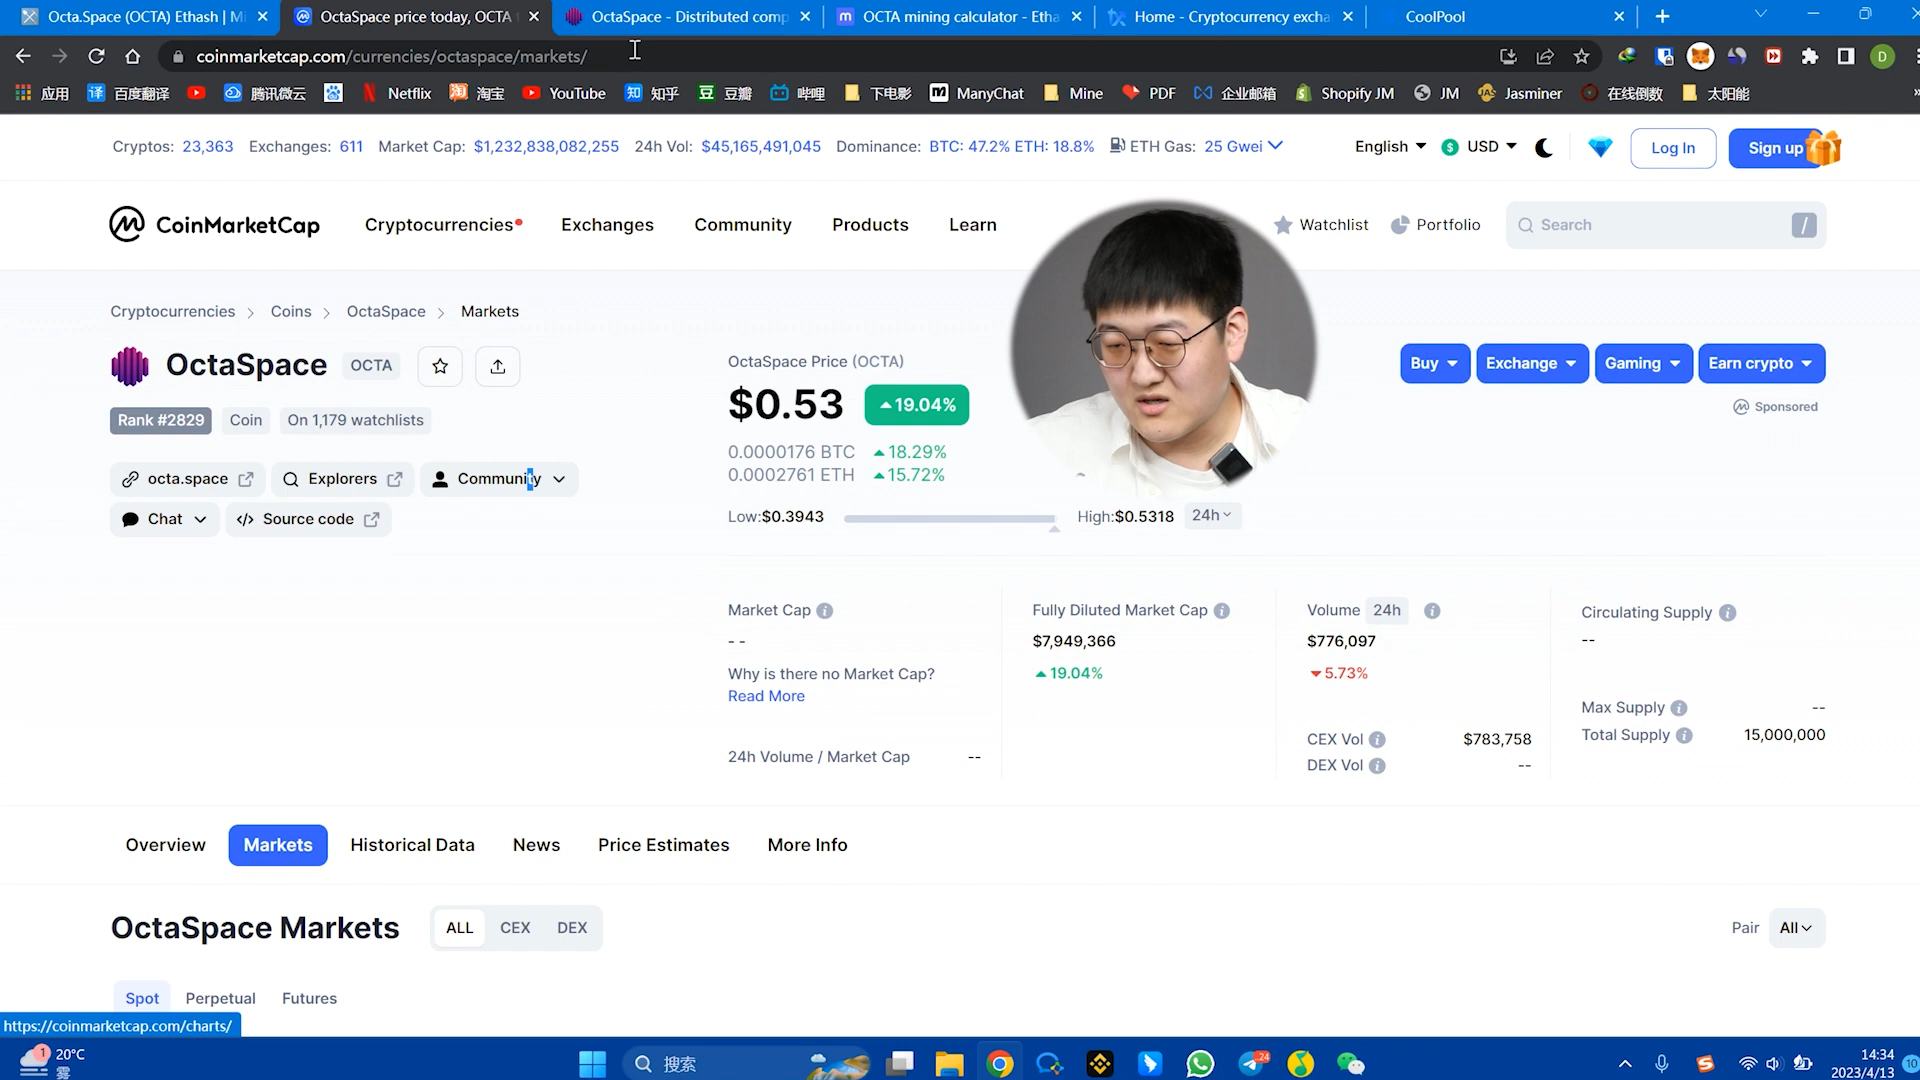 Octa.Space (OCTA) Ethash | Mi
OctaSpace price today, OCTA
OctaSpace - Distributed comp
OCTA mining calculator - Etha
Home - Cryptocurrency excha
CoolPool
coinmarketcap.com/currencies/octaspace/markets/
D
应用
百度翻译
腾讯微云
Netflix
淘宝
YouTube
知乎
豆瓣
哔哩
下电影
ManyChat
Mine
PDF
企业邮箱
Shopify JM
JM
Jasminer
在线倒数
太阳能
Cryptos: 23,363 Exchanges: 611 Market Cap: $1,232,838,082,255 24h Vol: $45,165,491,045 Dominance: BTC: 47.2% ETH: 18.8% ETH Gas: 25 Gwei
English
USD
Log In
Sign up
CoinMarketCap
Cryptocurrencies
Exchanges
Community
Products
Learn
Watchlist
Portfolio
Search
/
Cryptocurrencies > Coins > OctaSpace > Markets
OctaSpace OCTA
Rank #2829
Coin
On 1,179 watchlists
octa.space
Explorers
Community
Chat
Source code
OctaSpace Price (OCTA)
$0.53
19.04%
0.0000176 BTC 18.29%
0.0002761 ETH 15.72%
Low:$0.3943
High:$0.5318
24h
Buy
Exchange
Gaming
Earn crypto
Sponsored
Market Cap
- -
Why is there no Market Cap?
Read More
24h Volume / Market Cap --
Fully Diluted Market Cap
$7,949,366
19.04%
Volume 24h
$776,097
5.73%
CEX Vol $783,758
DEX Vol --
Circulating Supply
--
Max Supply --
Total Supply 15,000,000
Overview
Markets
Historical Data
News
Price Estimates
More Info
OctaSpace Markets
ALL
CEX
DEX
Pair
All
Spot
Perpetual
Futures
https://coinmarketcap.com/charts/
1
20°C
雾
搜索
24
14:34
2023/4/13
10